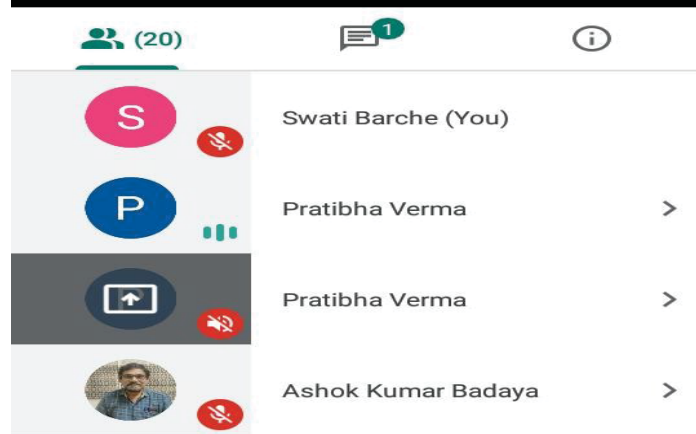 (20)
1
S
Swati Barche (You)
P
Pratibha Verma
Pratibha Verma
Ashok Kumar Badaya